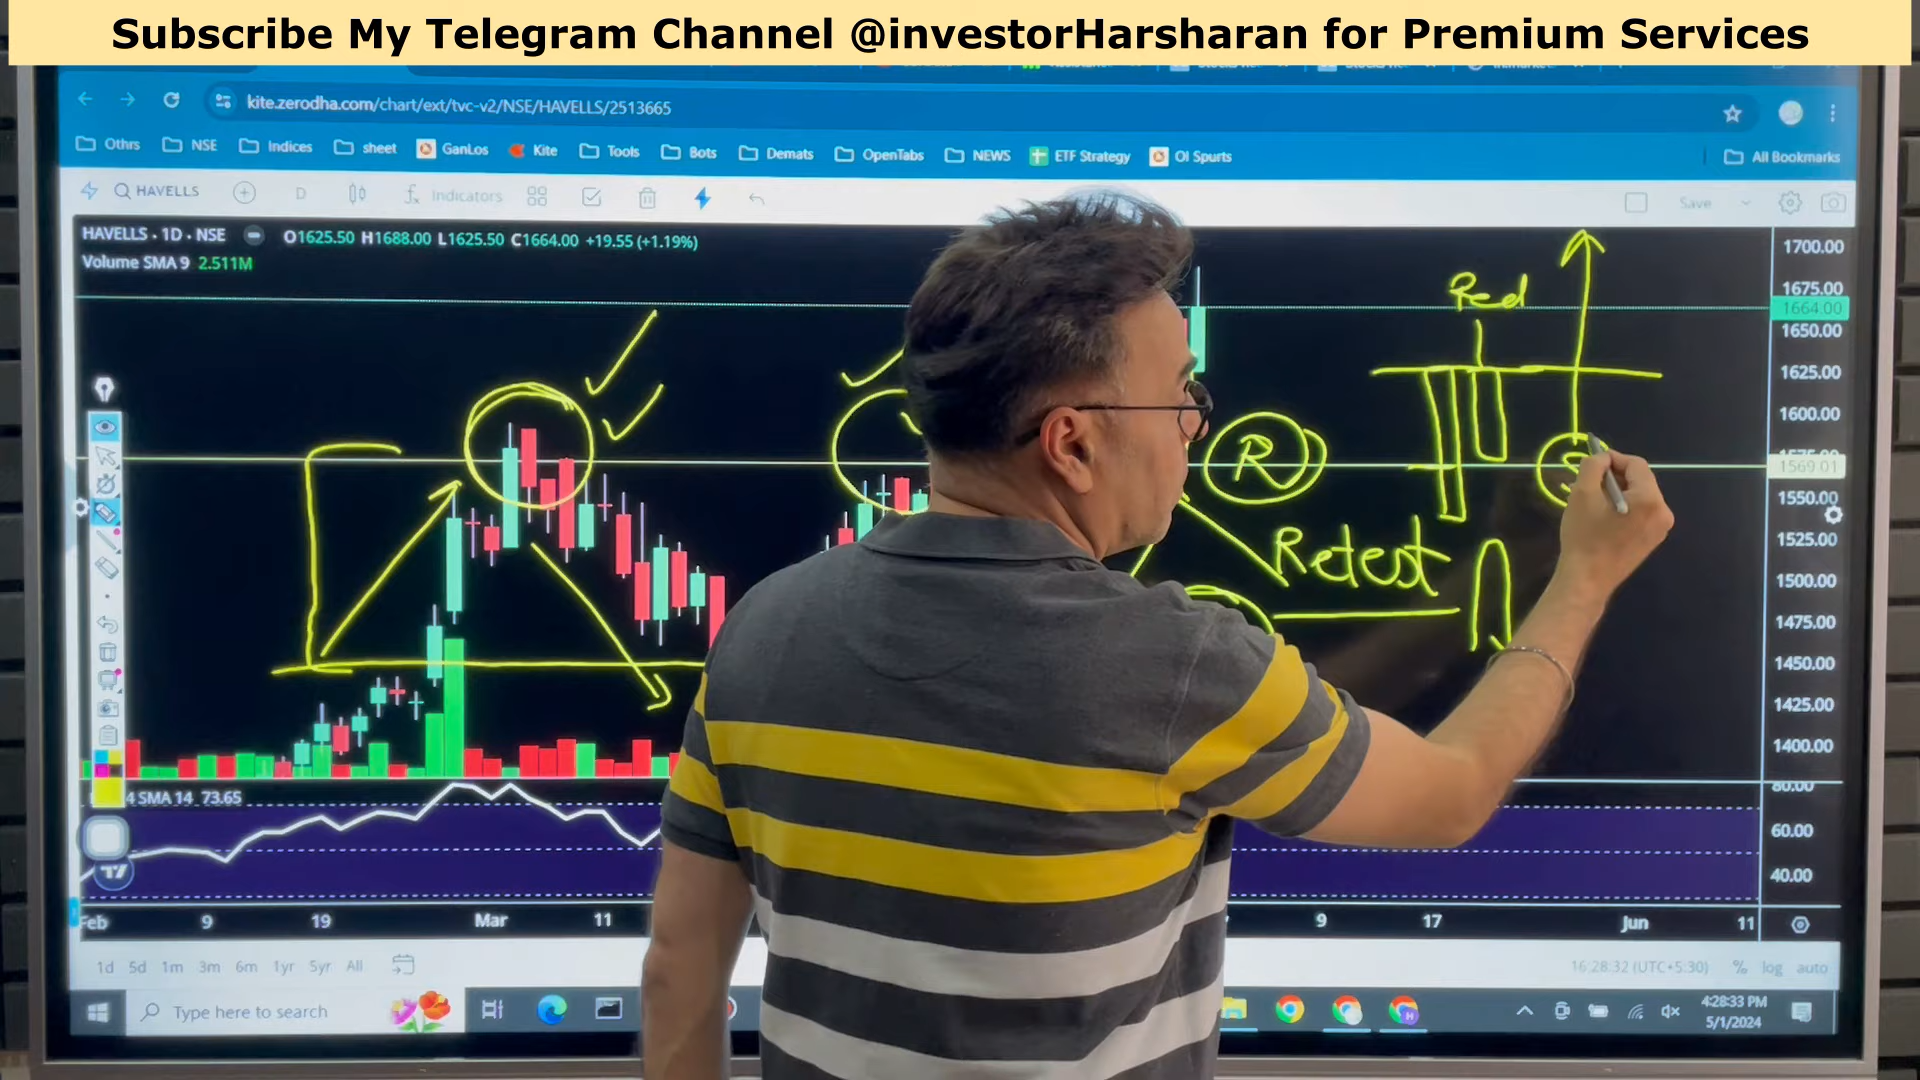 Subscribe My Telegram Channel @investorHarsharan for Premium Services
kite.zerodha.com/chart/ext/tvc-v2/NSE/HAVELLS/2513665
Othrs NSE Indices sheet GanLos Kite Tools Bots Demats OpenTabs NEWS ETF Strategy OI Spurts All Bookmarks
HAVELLS D Indicators Save
HAVELLS · 1D · NSE O1625.50 H1688.00 L1625.50 C1664.00 +19.55 (+1.19%)
Volume SMA 9 2.511M
1700.00
Red
1675.00
1664.00
1650.00
1625.00
1600.00
R
S
1569.01
1550.00
1525.00
Retest
1500.00
1475.00
1450.00
1425.00
1400.00
80.00
4 SMA 14 73.65
60.00
40.00
Feb 9 19 Mar 11 9 17 Jun 11
1d 5d 1m 3m 6m 1yr 5yr All 16:28:32 (UTC+5:30) % log auto
Type here to search 4:28:33 PM
5/1/2024